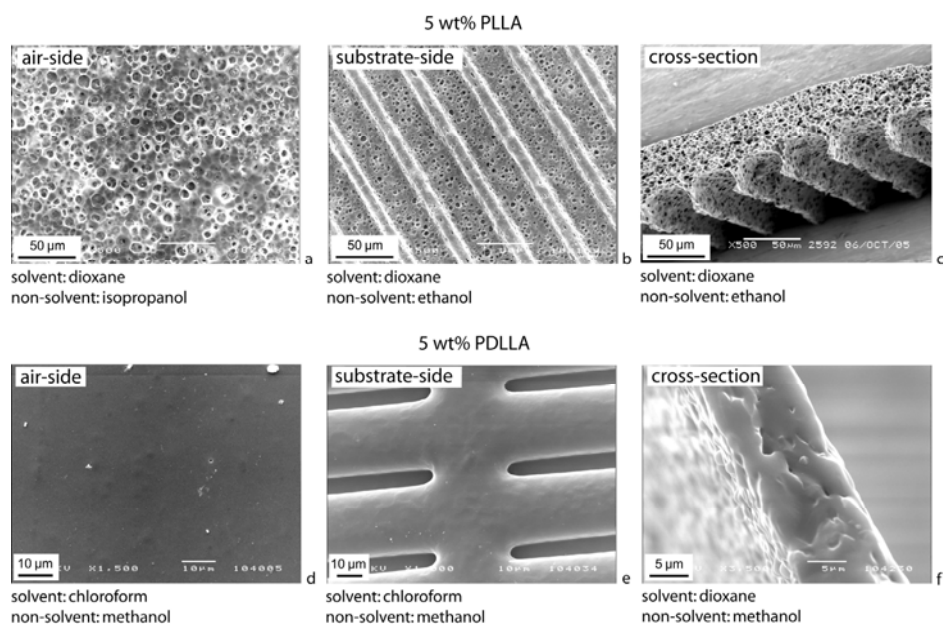 5 wt% PLLA
air-side
substrate-side
cross-section
50 µm
50 µm
50 µm
X500 50µm 2592 06/OCT/05
a
b
c
solvent: dioxane
non-solvent: isopropanol
solvent: dioxane
non-solvent: ethanol
solvent: dioxane
non-solvent: ethanol
5 wt% PDLLA
air-side
substrate-side
cross-section
10 µm
KV X1,500 10µm 104005
10 µm
KV 10µm 104034
5 µm
5µm
d
e
f
solvent: chloroform
non-solvent: methanol
solvent: chloroform
non-solvent: methanol
solvent: dioxane
non-solvent: methanol